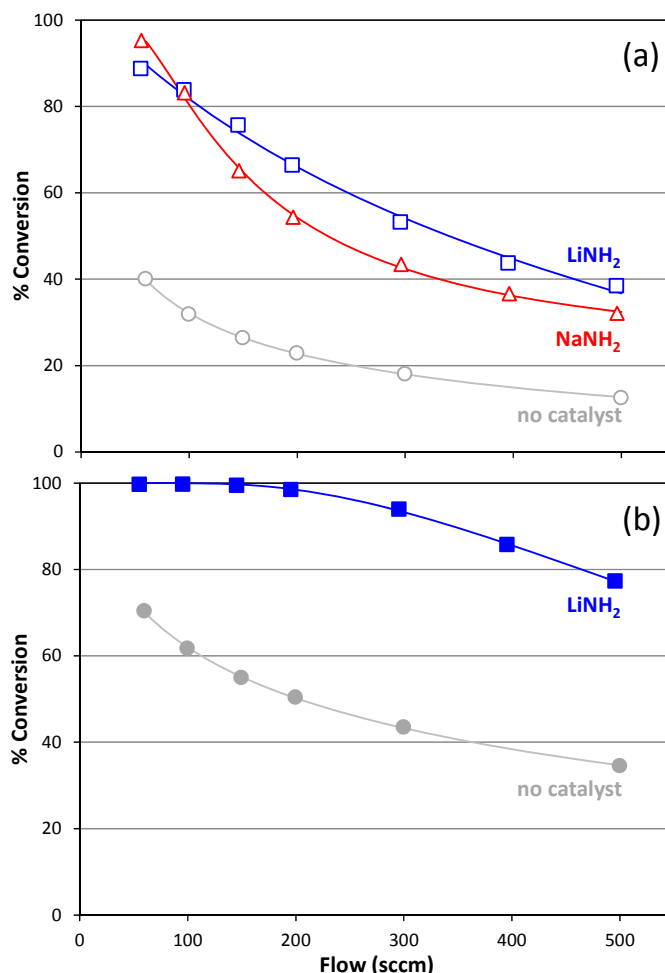 100
(a)
80
60
% Conversion
LiNH₂
40
NaNH₂
20
no catalyst
0
100
(b)
80
LiNH₂
60
% Conversion
40
no catalyst
20
0
0 100 200 300 400 500
Flow (sccm)